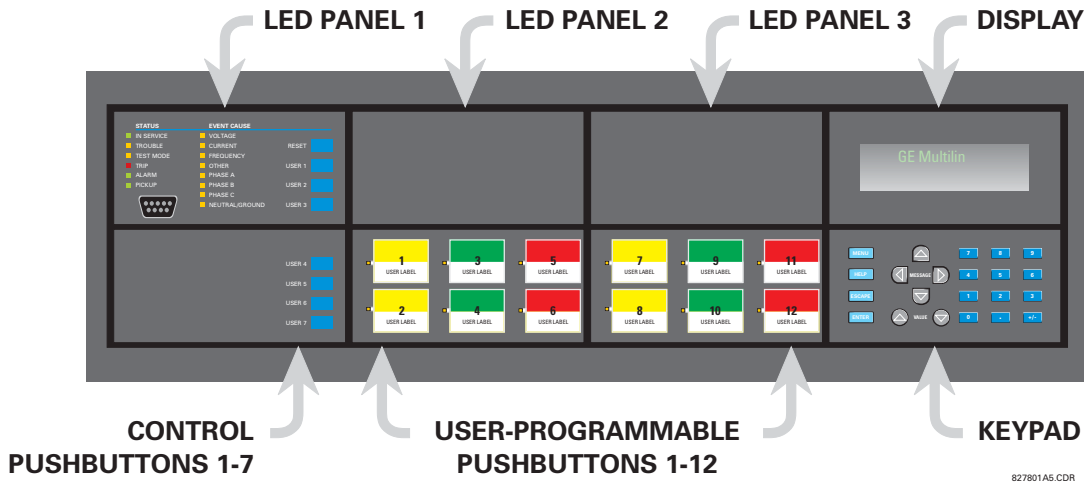 LED PANEL 1
LED PANEL 2
LED PANEL 3
DISPLAY
STATUS
IN SERVICE
TROUBLE
TEST MODE
TRIP
ALARM
PICKUP
EVENT CAUSE
VOLTAGE
CURRENT
FREQUENCY
OTHER
PHASE A
PHASE B
PHASE C
NEUTRAL/GROUND
RESET
USER 1
USER 2
USER 3
GE Multilin
USER 4
USER 5
USER 6
USER 7
1
USER LABEL
3
USER LABEL
5
USER LABEL
2
USER LABEL
4
USER LABEL
6
USER LABEL
7
USER LABEL
9
USER LABEL
11
USER LABEL
8
USER LABEL
10
USER LABEL
12
USER LABEL
MENU
HELP
ESCAPE
ENTER
MESSAGE
VALUE
7 8 9
4 5 6
1 2 3
0 . +/-
CONTROL
PUSHBUTTONS 1-7
USER-PROGRAMMABLE
PUSHBUTTONS 1-12
KEYPAD
827801A5.CDR